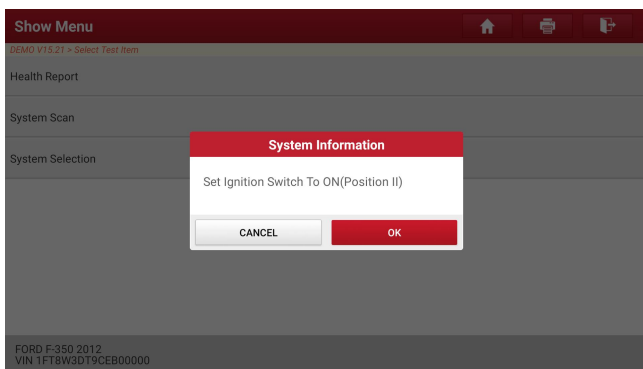 Show Menu
DEMO V15.21 > Select Test Item
Health Report
System Scan
System Selection
System Information
Set Ignition Switch To ON(Position II)
CANCEL
OK
FORD F-350 2012
VIN 1FT8W3DT9CEB00000